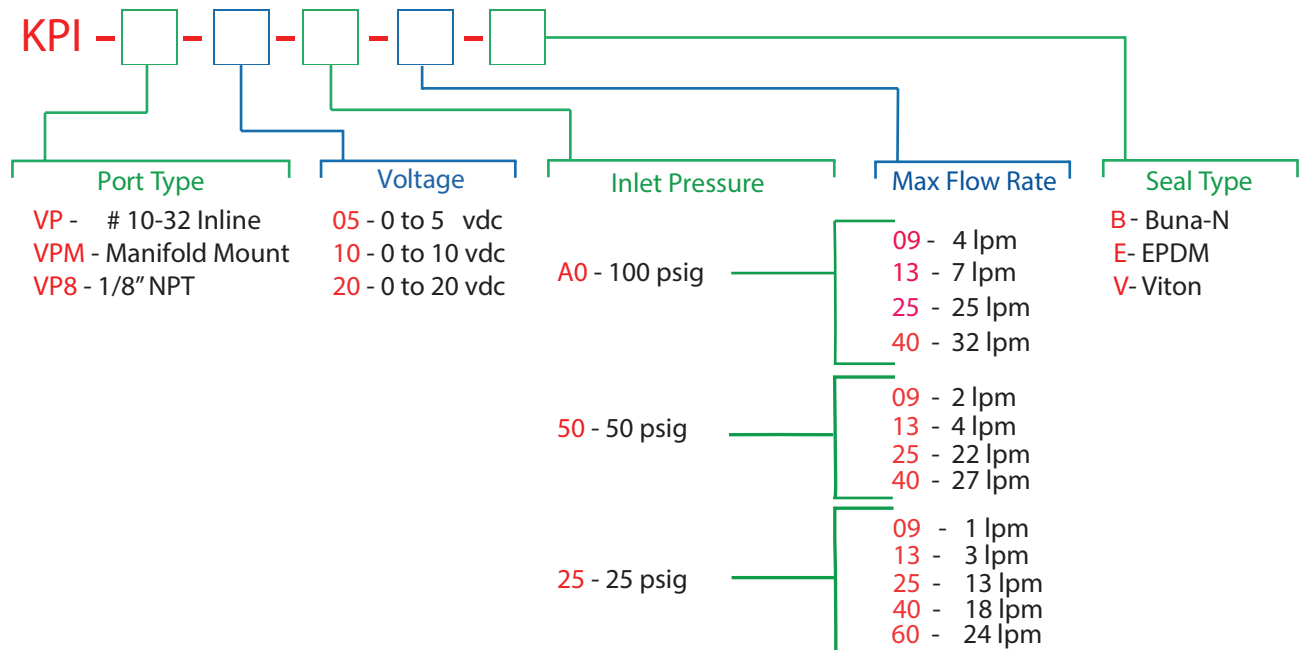 KPI - - - - -
Port Type
VP - # 10-32 Inline
VPM - Manifold Mount
VP8 - 1/8” NPT
Voltage
05 - 0 to 5 vdc
10 - 0 to 10 vdc
20 - 0 to 20 vdc
Inlet Pressure
A0 - 100 psig
50 - 50 psig
25 - 25 psig
Max Flow Rate
09 - 4 lpm
13 - 7 lpm
25 - 25 lpm
40 - 32 lpm
09 - 2 lpm
13 - 4 lpm
25 - 22 lpm
40 - 27 lpm
09 - 1 lpm
13 - 3 lpm
25 - 13 lpm
40 - 18 lpm
60 - 24 lpm
Seal Type
B - Buna-N
E- EPDM
V- Viton